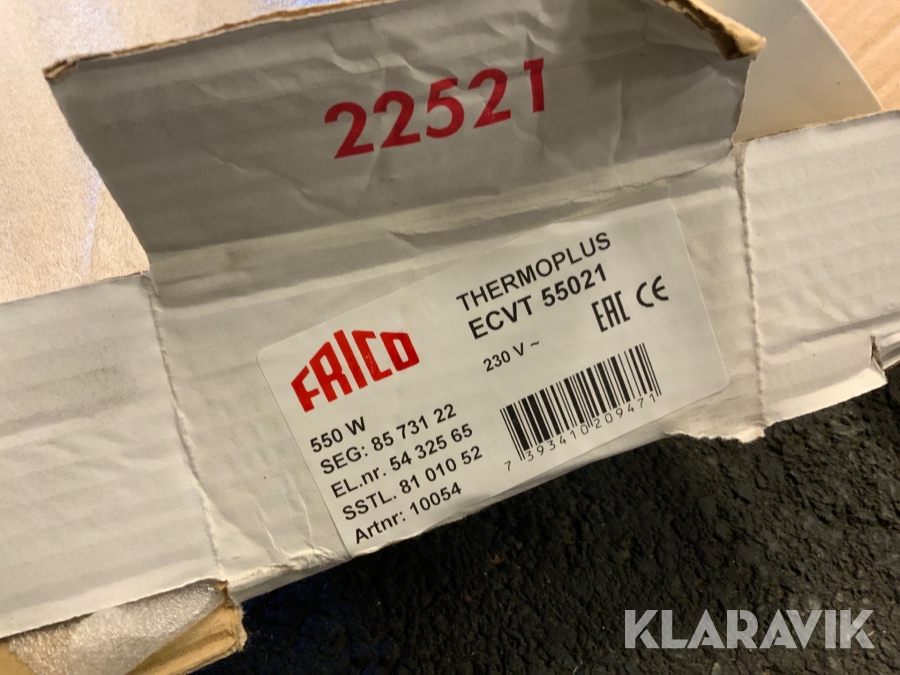 22521
FRICO
THERMOPLUS
ECVT 55021
230 V ~
EAC CE
550 W
SEG: 85 731 22
EL.nr. 54 325 65
SSTL. 81 010 52
Artnr: 10054
7 393410 209471
KLARAVIK